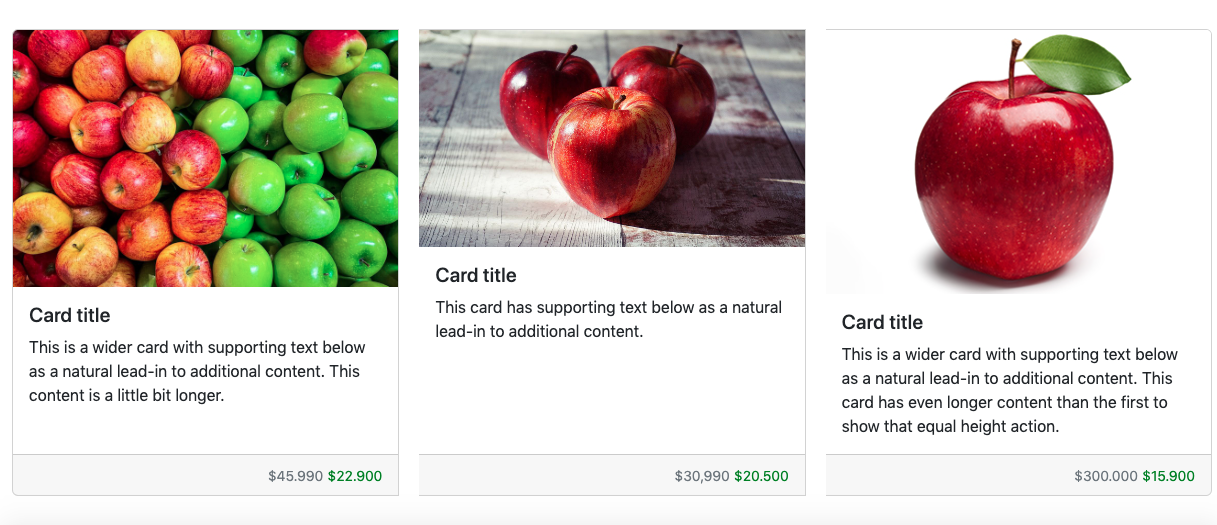 Card title
This is a wider card with supporting text below
as a natural lead-in to additional content. This
content is a little bit longer.
$45.990 $22.900
Card title
This card has supporting text below as a natural
lead-in to additional content.
$30,990 $20.500
Card title
This is a wider card with supporting text below
as a natural lead-in to additional content. This
card has even longer content than the first to
show that equal height action.
$300.000 $15.900